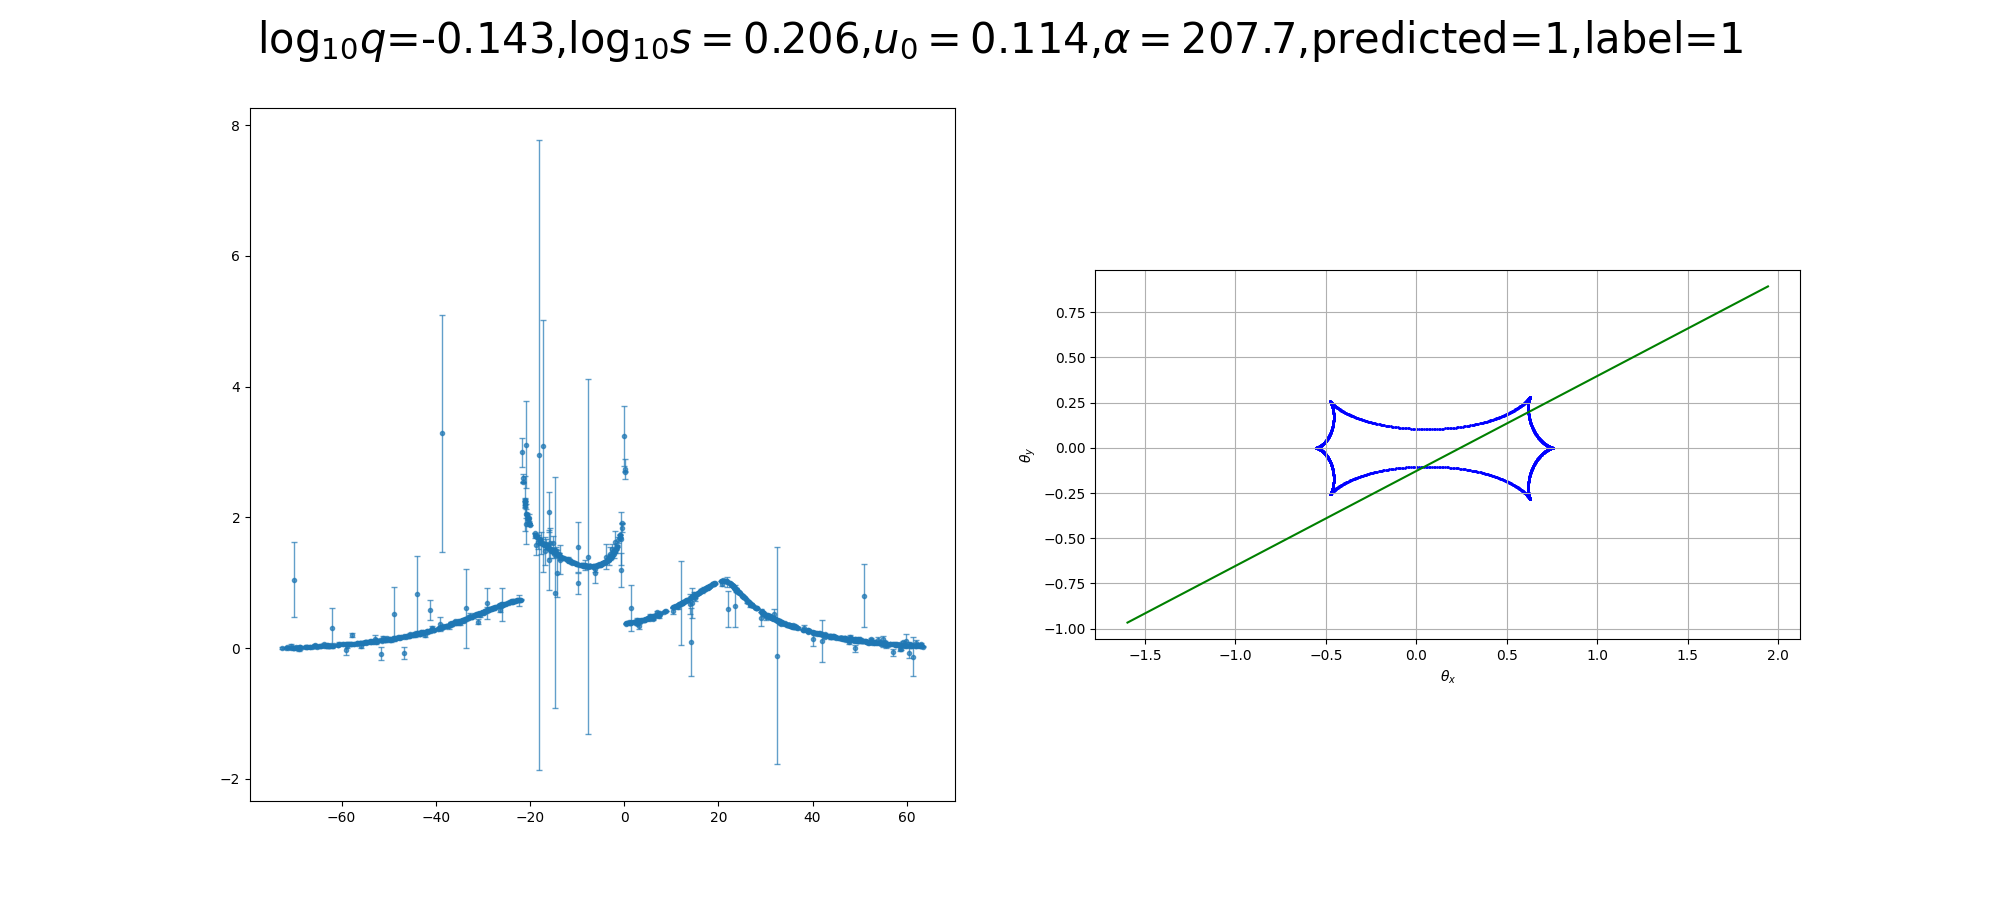 log₁₀q=-0.143,log₁₀s = 0.206,u₀ = 0.114,α = 207.7,predicted=1,label=1
8
6
4
2
0
−2
−60 −40 −20 0 20 40 60
0.75
0.50
0.25
0.00
−0.25
−0.50
−0.75
−1.00
θy
−1.5 −1.0 −0.5 0.0 0.5 1.0 1.5 2.0
θx